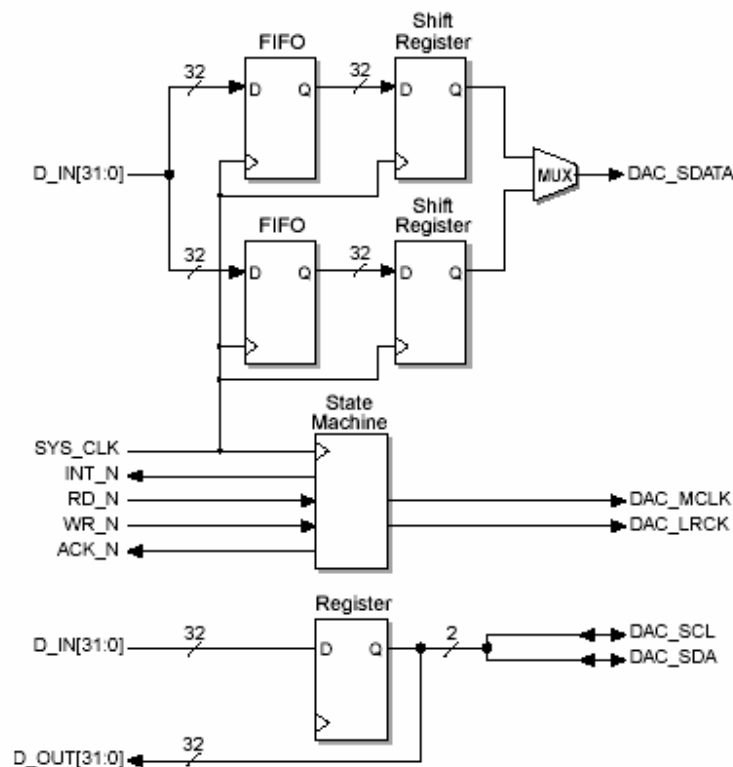 Shift
Register
FIFO
32
32
D
Q
D
Q
D_IN[31:0]
MUX
DAC_SDATA
Shift
Register
FIFO
32
32
D
Q
D
Q
State
Machine
SYS_CLK
INT_N
RD_N
DAC_MCLK
WR_N
DAC_LRCK
ACK_N
Register
D_IN[31:0]
32
D
Q
2
DAC_SCL
DAC_SDA
D_OUT[31:0]
32